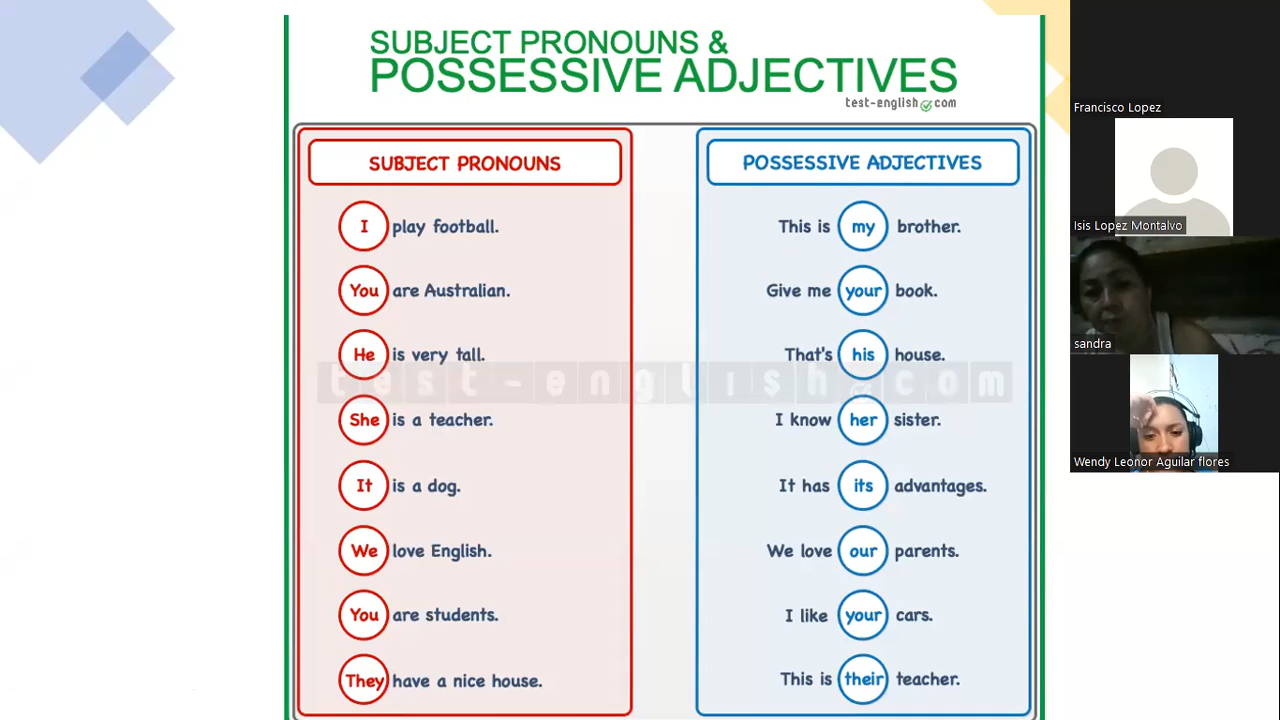 SUBJECT PRONOUNS &
POSSESSIVE ADJECTIVES
test-english com
SUBJECT PRONOUNS
I play football.
You are Australian.
He is very tall.
She is a teacher.
It is a dog.
We love English.
You are students.
They have a nice house.
POSSESSIVE ADJECTIVES
This is my brother.
Give me your book.
That's his house.
I know her sister.
It has its advantages.
We love our parents.
I like your cars.
This is their teacher.
test-english.com
Francisco Lopez
Isis Lopez Montalvo
sandra
Wendy Leonor Aguilar flores